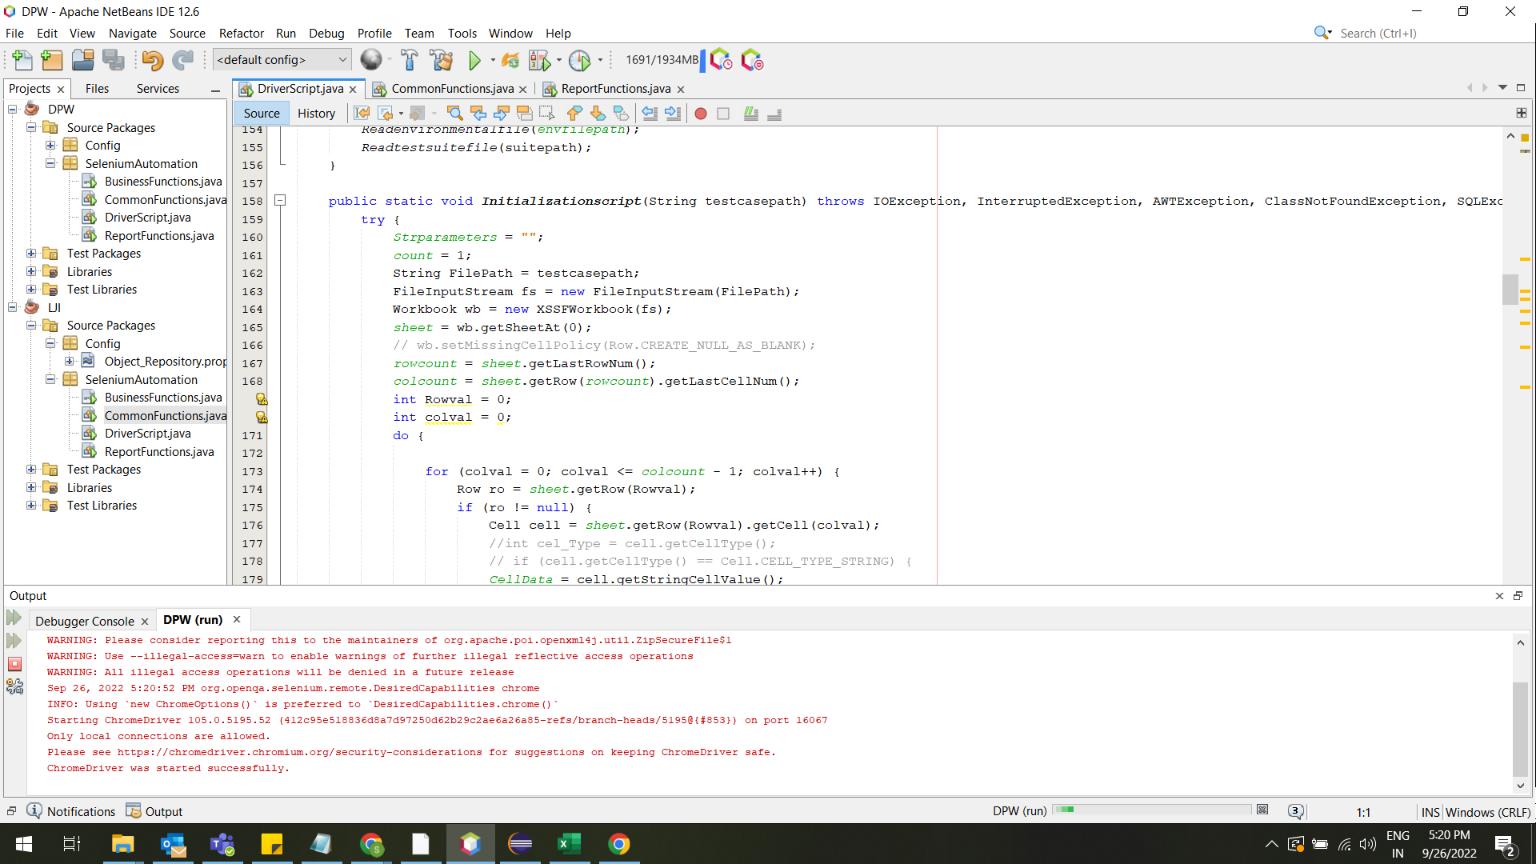 DPW - Apache NetBeans IDE 12.6
File Edit View Navigate Source Refactor Run Debug Profile Team Tools Window Help
Search (Ctrl+I)
<default config>
1691/1934MB
Projects Files Services
DriverScript.java CommonFunctions.java ReportFunctions.java
Source History
DPW
Source Packages
Config
SeleniumAutomation
BusinessFunctions.java
CommonFunctions.java
DriverScript.java
ReportFunctions.java
Test Packages
Libraries
Test Libraries
IJI
Source Packages
Config
Object_Repository.prop
SeleniumAutomation
BusinessFunctions.java
CommonFunctions.java
DriverScript.java
ReportFunctions.java
Test Packages
Libraries
Test Libraries
154 Readenvironmentalfile(envfilepath);
155 Readtestsuitefile(suitepath);
156 }
157
158 public static void Initializationscript(String testcasepath) throws IOException, InterruptedException, AWTException, ClassNotFoundException, SQLExc
159 try {
160 Strparameters = "";
161 count = 1;
162 String FilePath = testcasepath;
163 FileInputStream fs = new FileInputStream(FilePath);
164 Workbook wb = new XSSFWorkbook(fs);
165 sheet = wb.getSheetAt(0);
166 // wb.setMissingCellPolicy(Row.CREATE_NULL_AS_BLANK);
167 rowcount = sheet.getLastRowNum();
168 colcount = sheet.getRow(rowcount).getLastCellNum();
int Rowval = 0;
int colval = 0;
171 do {
172
173 for (colval = 0; colval <= colcount - 1; colval++) {
174 Row ro = sheet.getRow(Rowval);
175 if (ro != null) {
176 Cell cell = sheet.getRow(Rowval).getCell(colval);
177 //int cel_Type = cell.getCellType();
178 // if (cell.getCellType() == Cell.CELL_TYPE_STRING) {
179 CellData = cell.getStringCellValue();
Output
Debugger Console DPW (run)
WARNING: Please consider reporting this to the maintainers of org.apache.poi.openxml4j.util.ZipSecureFile$1
WARNING: Use --illegal-access=warn to enable warnings of further illegal reflective access operations
WARNING: All illegal access operations will be denied in a future release
Sep 26, 2022 5:20:52 PM org.openqa.selenium.remote.DesiredCapabilities chrome
INFO: Using `new ChromeOptions()` is preferred to `DesiredCapabilities.chrome()`
Starting ChromeDriver 105.0.5195.52 (412c95e518836d8a7d97250d62b29c2ae6a26a85-refs/branch-heads/5195@{#853}) on port 16067
Only local connections are allowed.
Please see https://chromedriver.chromium.org/security-considerations for suggestions on keeping ChromeDriver safe.
ChromeDriver was started successfully.
Notifications Output
DPW (run)
3
1:1
INS Windows (CRLF)
ENG
IN
5:20 PM
9/26/2022
2